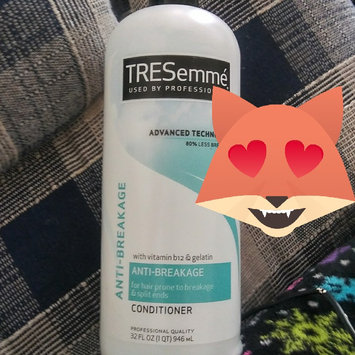 TRESemmé
USED BY PROFESSIO
ADVANCED TECHN
80% LESS BR
ANTI-BREAKAGE
with vitamin b12 & gelatin
ANTI-BREAKAGE
for hair prone to breakage
& split ends
CONDITIONER
PROFESSIONAL QUALITY
32 FL OZ (1 QT) 946 mL